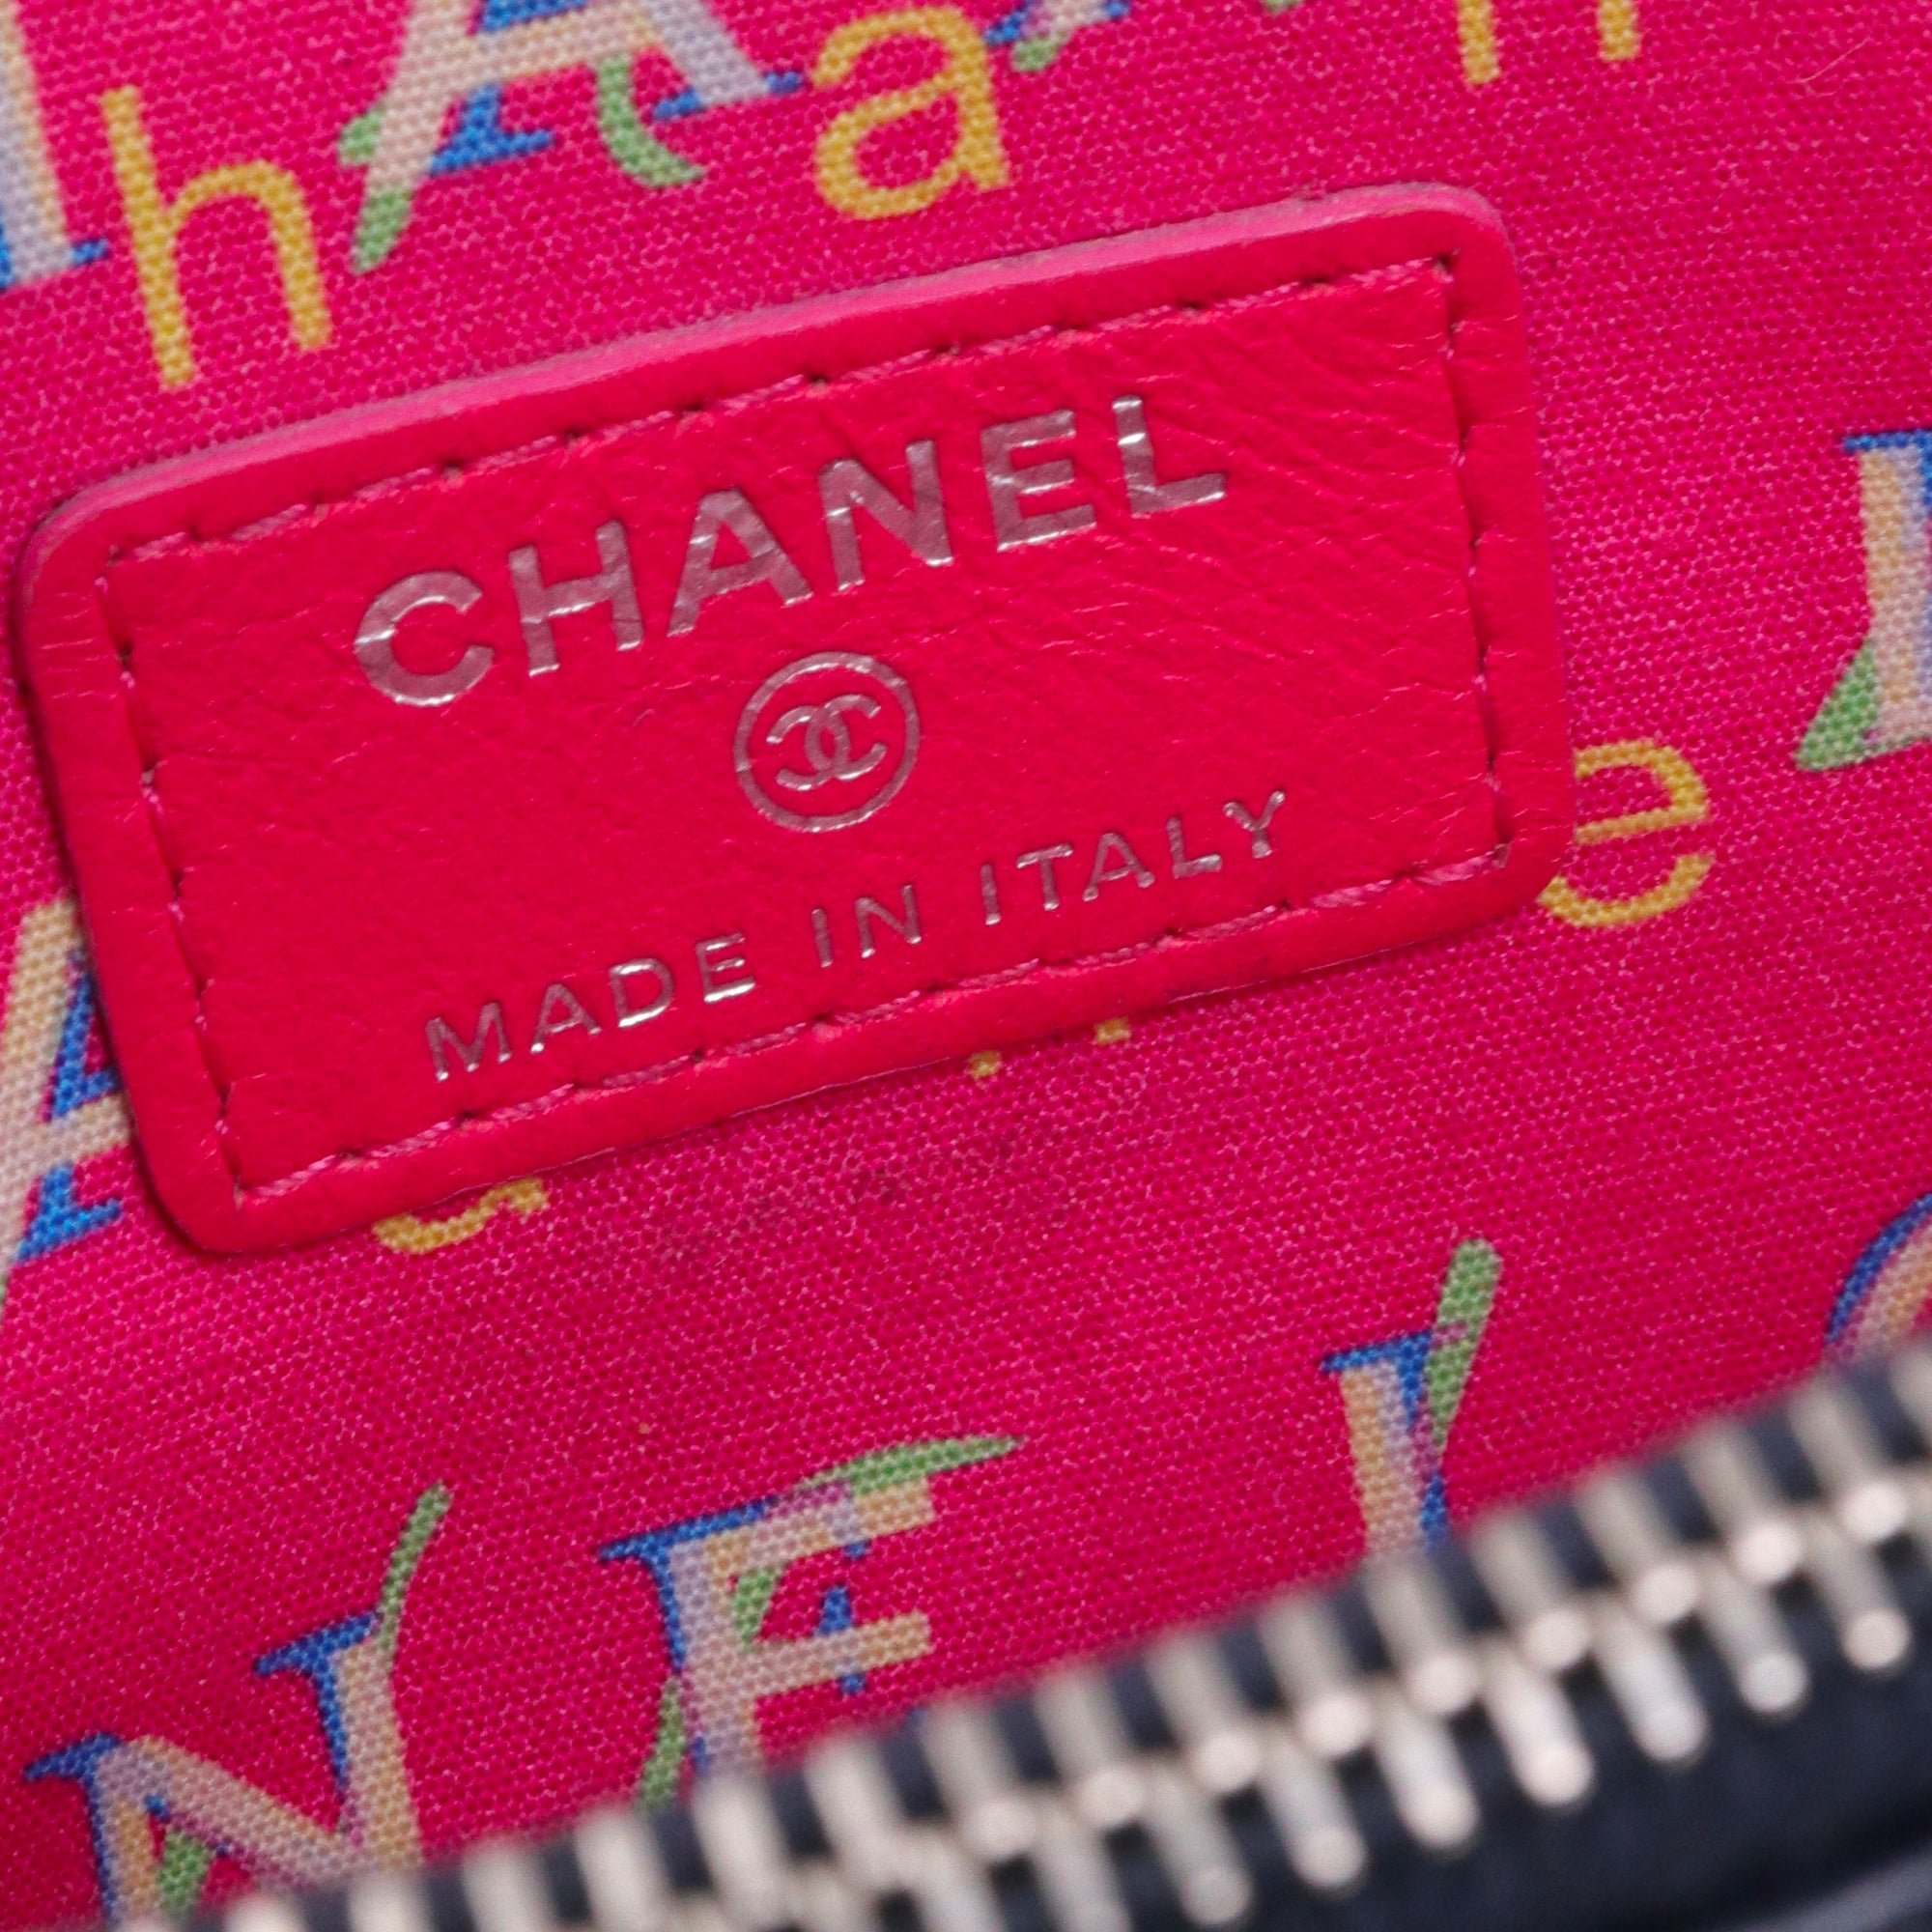 h A a
CHANEL
MADE IN ITALY
e
A
N E L